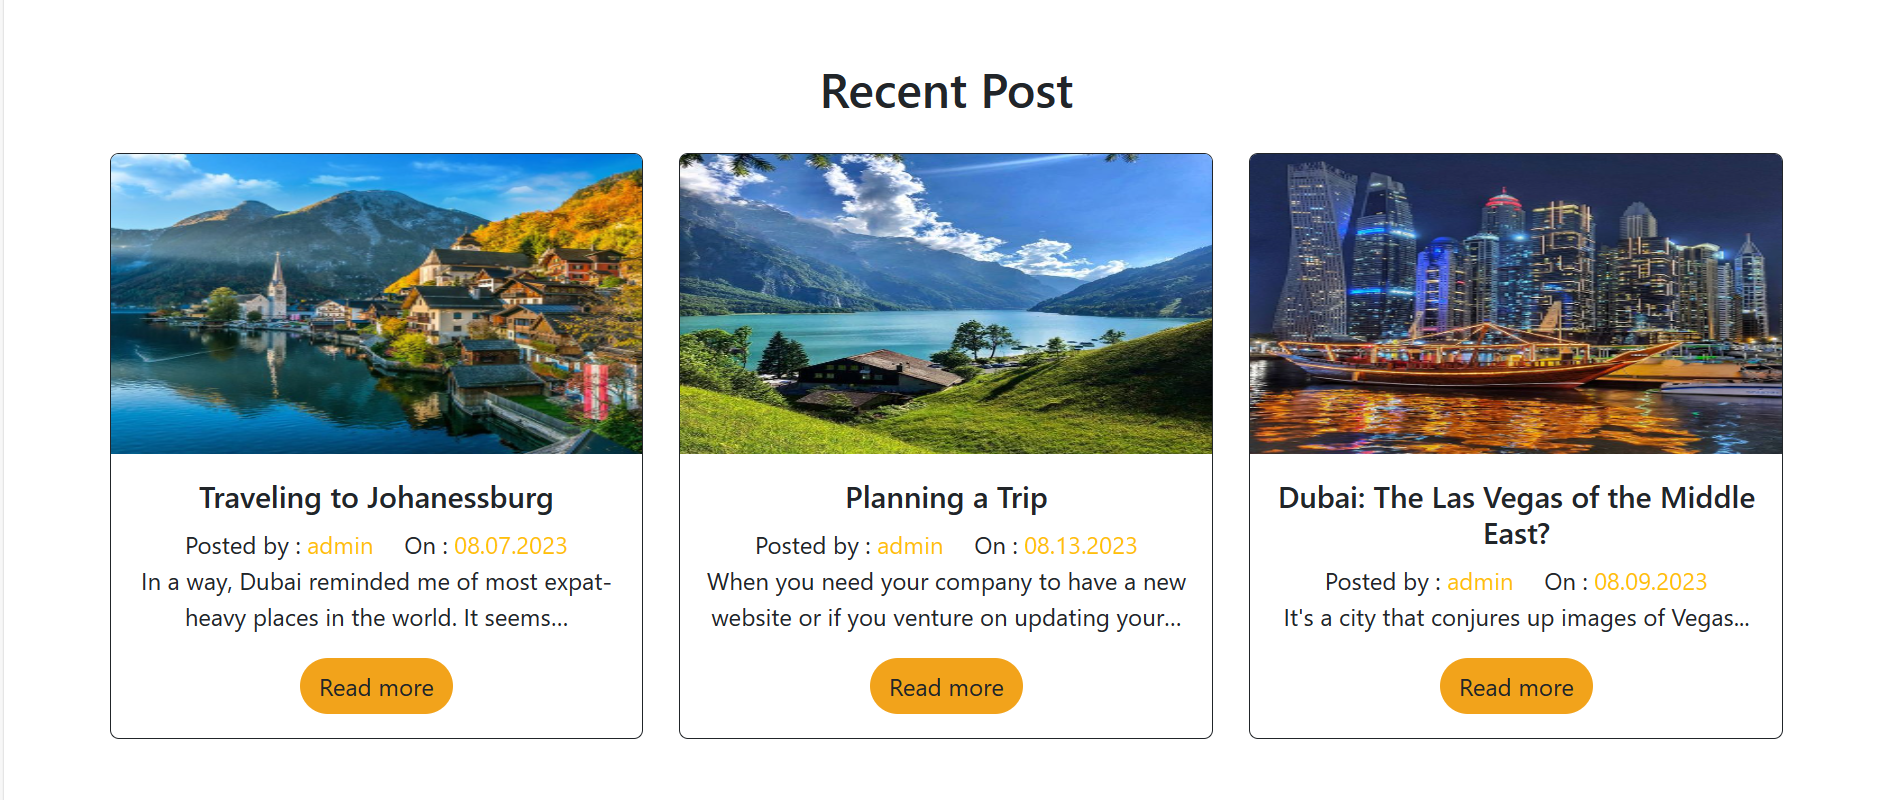 Recent Post
Traveling to Johanessburg
Posted by : admin On : 08.07.2023
In a way, Dubai reminded me of most expat-
heavy places in the world. It seems...
Read more
Planning a Trip
Posted by : admin On : 08.13.2023
When you need your company to have a new
website or if you venture on updating your...
Read more
Dubai: The Las Vegas of the Middle
East?
Posted by : admin On : 08.09.2023
It's a city that conjures up images of Vegas...
Read more